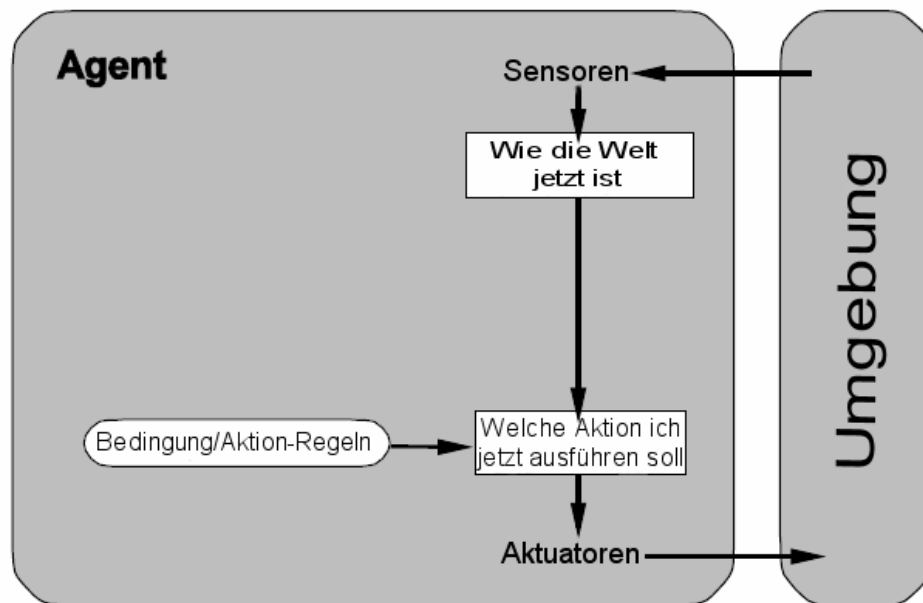 Agent
Sensoren
Wie die Welt
jetzt ist
Umgebung
Bedingung/Aktion-Regeln
Welche Aktion ich
jetzt ausführen soll
Aktuatoren